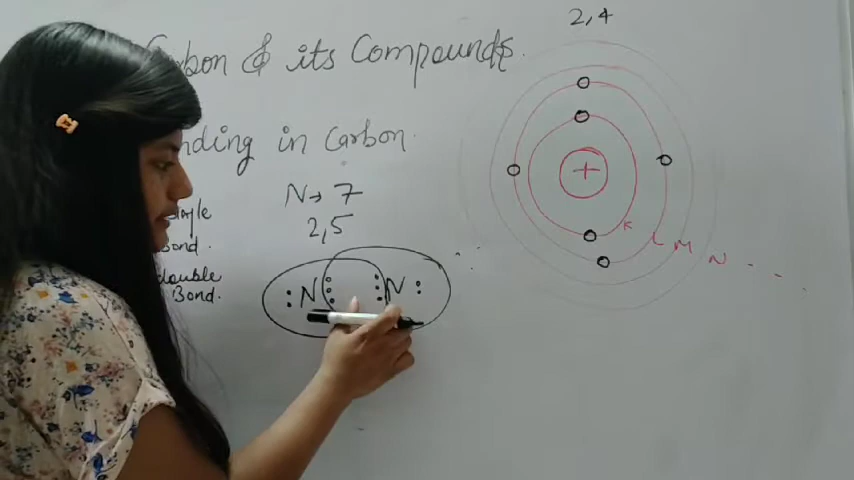 2,4
Carbon & its Compounds.
Bonding in Carbon.
N → 7
2,5
Single
Bond.
double
Bond.
: N : : : N :
+
K L M N - - .